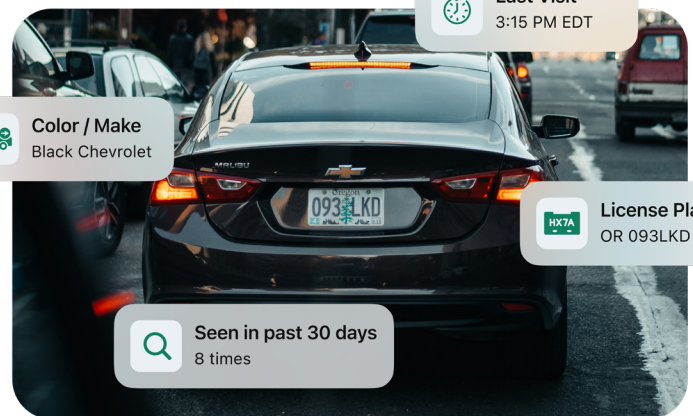 Last Visit
3:15 PM EDT
Color / Make
Black Chevrolet
MALIBU
Oregon
093 LKD
HX7A
License Pla
OR 093LKD
Seen in past 30 days
8 times